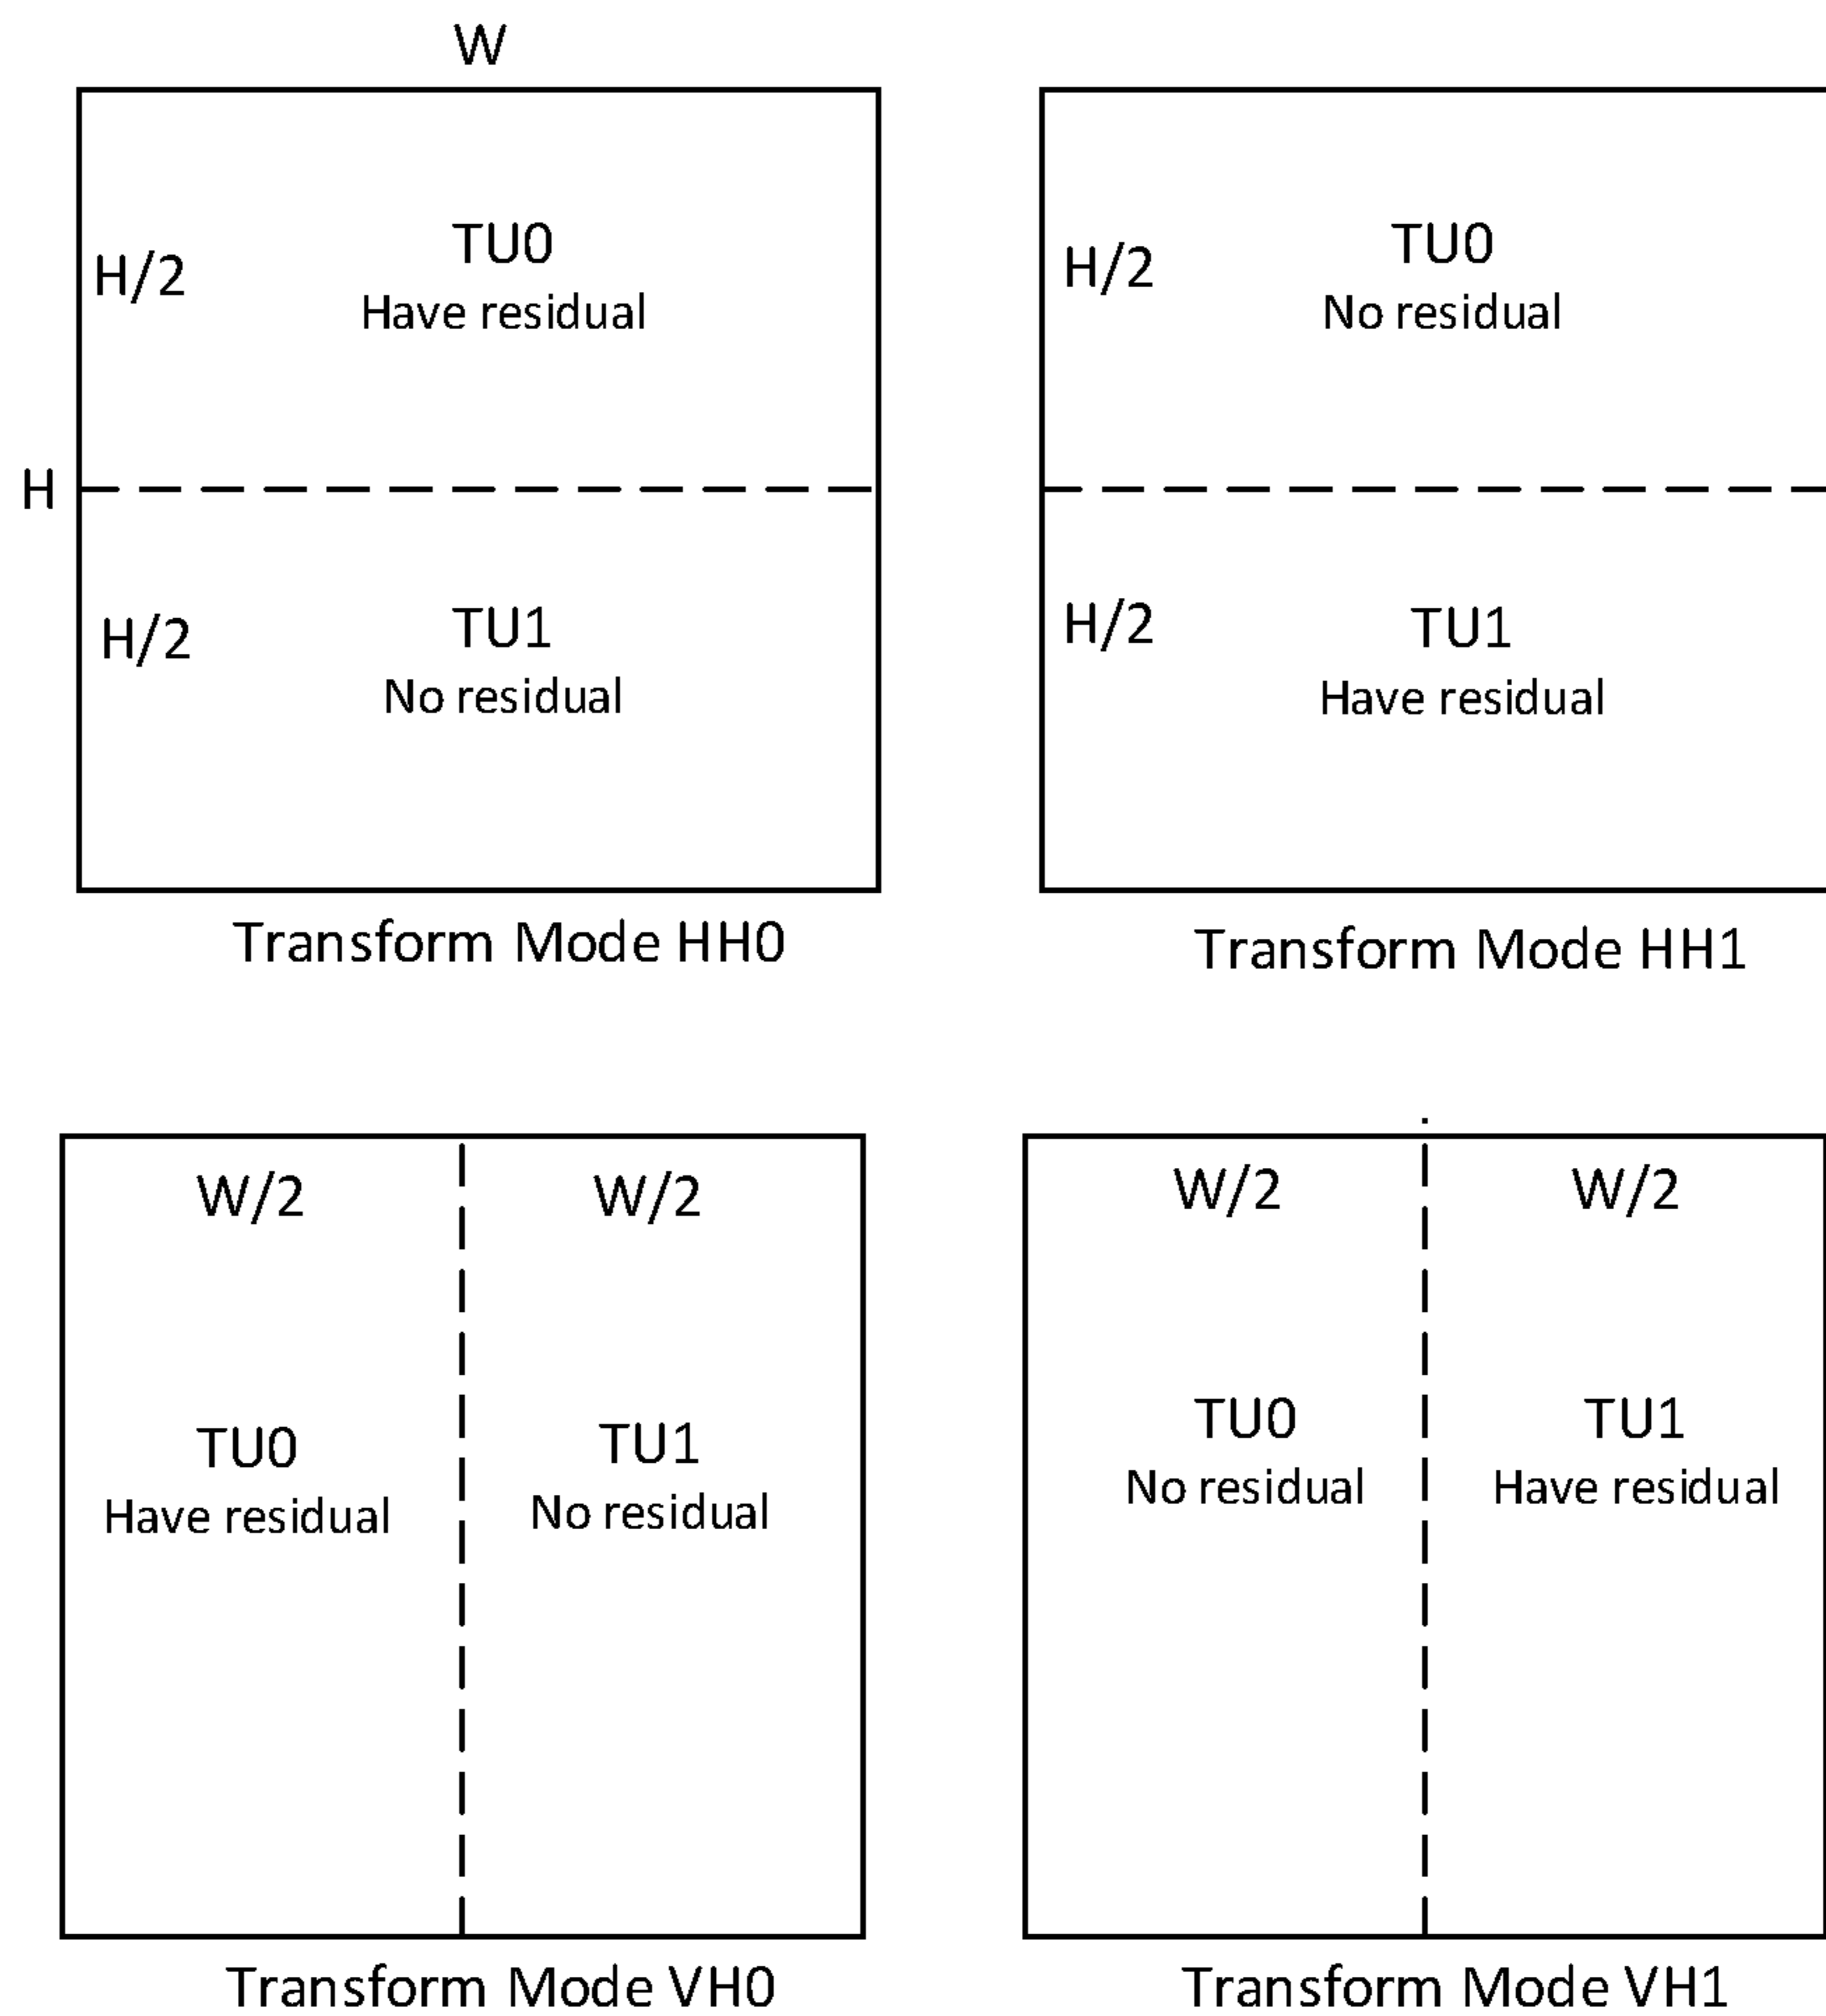 W
H
H/2
TU0
Have residual
H/2
TU1
No residual
Transform Mode HH0
H/2
TU0
No residual
H/2
TU1
Have residual
Transform Mode HH1
W/2
W/2
TU0
Have residual
TU1
No residual
Transform Mode VH0
W/2
W/2
TU0
No residual
TU1
Have residual
Transform Mode VH1